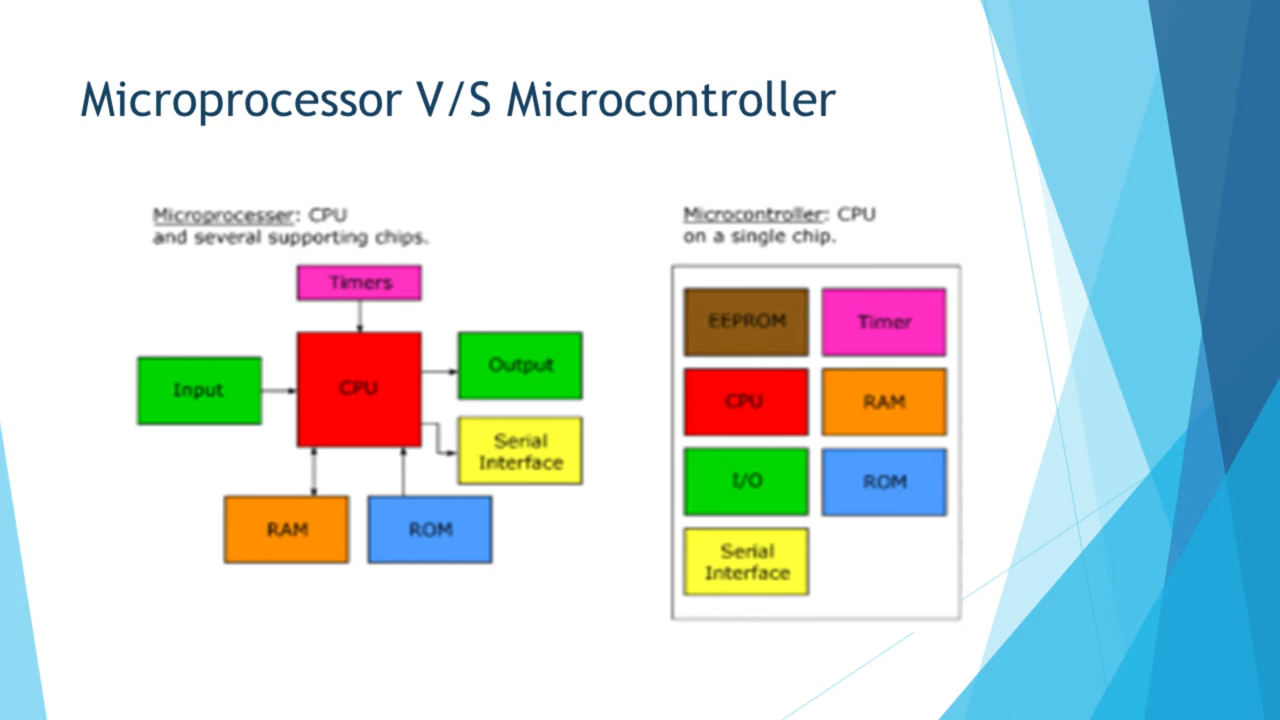 Microprocessor V/S Microcontroller
Microprocesser: CPU
and several supporting chips.
Timers
Input
CPU
Output
Serial
Interface
RAM
ROM
Microcontroller: CPU
on a single chip.
EEPROM
Timer
CPU
RAM
I/O
ROM
Serial
Interface